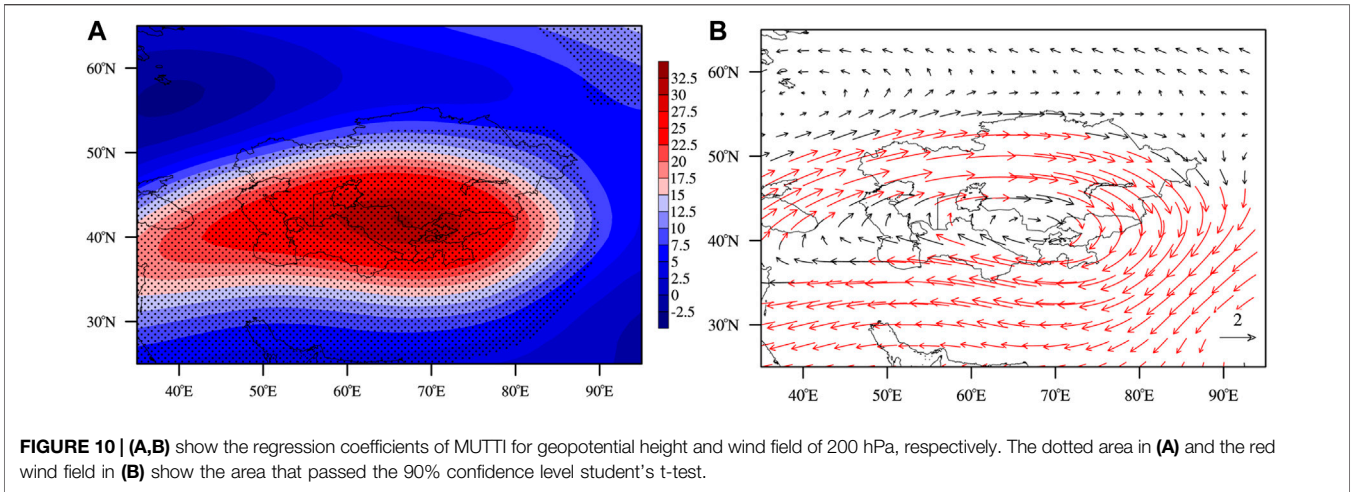 A
60°N
50°N
40°N
30°N
40°E
50°E
60°E
70°E
80°E
90°E
32.5
30
27.5
25
22.5
20
17.5
15
12.5
10
7.5
5
2.5
0
-2.5
B
60°N
50°N
40°N
30°N
40°E
50°E
60°E
70°E
80°E
90°E
2
FIGURE 10 | (A,B) show the regression coefficients of MUTTI for geopotential height and wind field of 200 hPa, respectively. The dotted area in (A) and the red
wind field in (B) show the area that passed the 90% confidence level student's t-test.